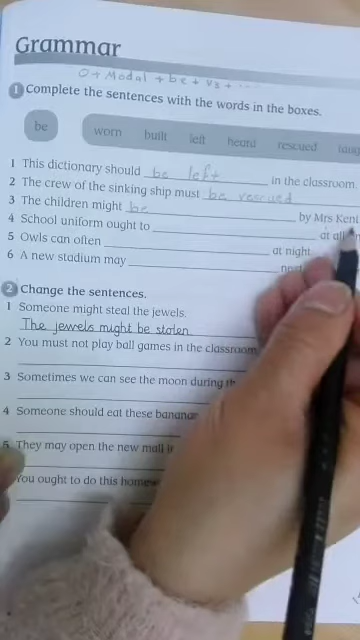 Grammar
O + Modal + be + V3 + ...
1 Complete the sentences with the words in the boxes.
be worn built left heard rescued
1 This dictionary should be left in the classroom.
2 The crew of the sinking ship must be rescued
3 The children might be by Mrs Kent
4 School uniform ought to at all
5 Owls can often at night
6 A new stadium may
2 Change the sentences.
1 Someone might steal the jewels.
The jewels might be stolen.
2 You must not play ball games in the classroom
3 Sometimes we can see the moon during
4 Someone should eat these bananas
5 They may open the new mall
You ought to do this